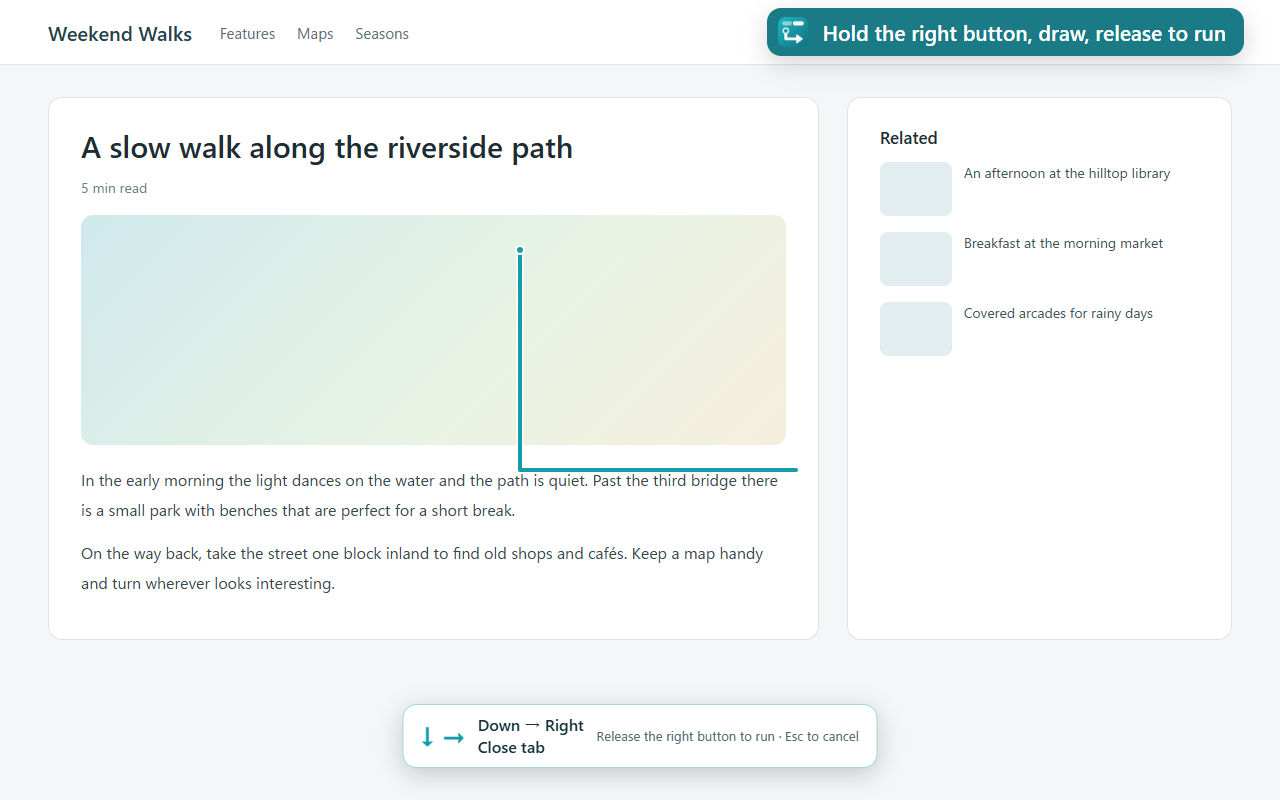 Weekend Walks
Features
Maps
Seasons
Hold the right button, draw, release to run
A slow walk along the riverside path
5 min read
In the early morning the light dances on the water and the path is quiet. Past the third bridge there
is a small park with benches that are perfect for a short break.
On the way back, take the street one block inland to find old shops and cafés. Keep a map handy
and turn wherever looks interesting.
Related
An afternoon at the hilltop library
Breakfast at the morning market
Covered arcades for rainy days
Down → Right
Close tab
Release the right button to run · Esc to cancel